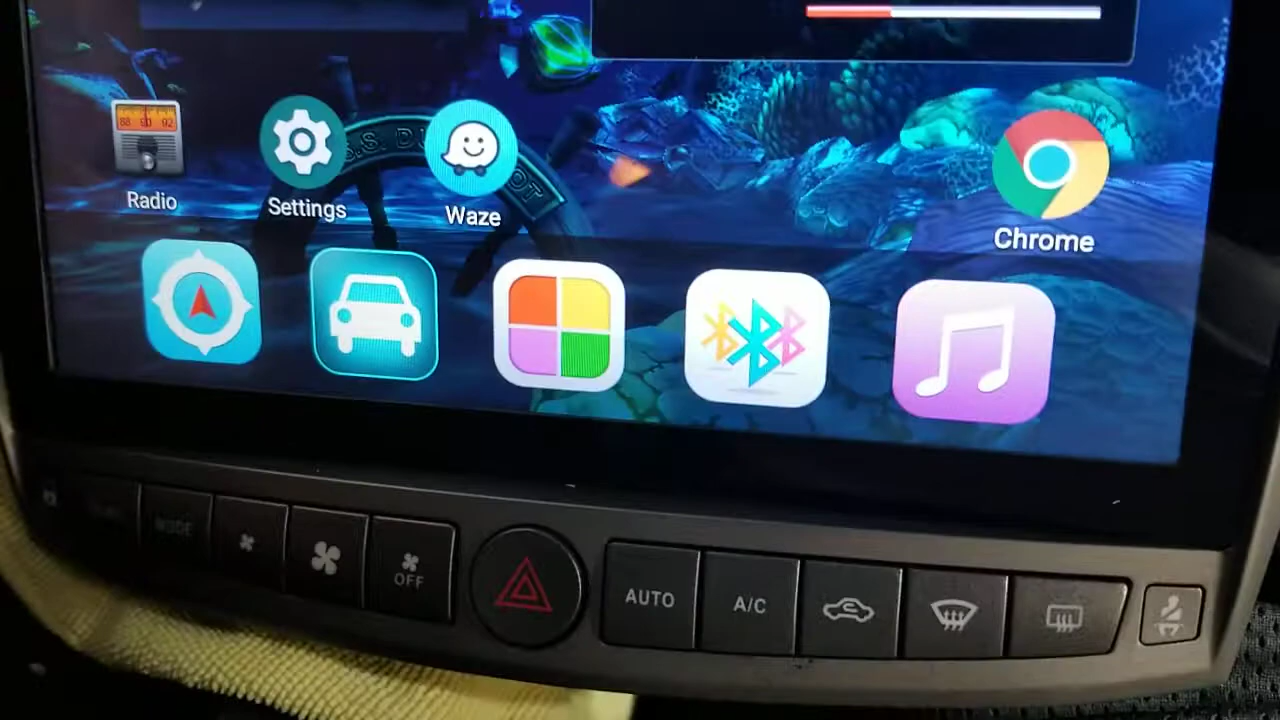 88 90 92
Radio
Settings
Waze
Chrome
MODE
OFF
AUTO
A/C